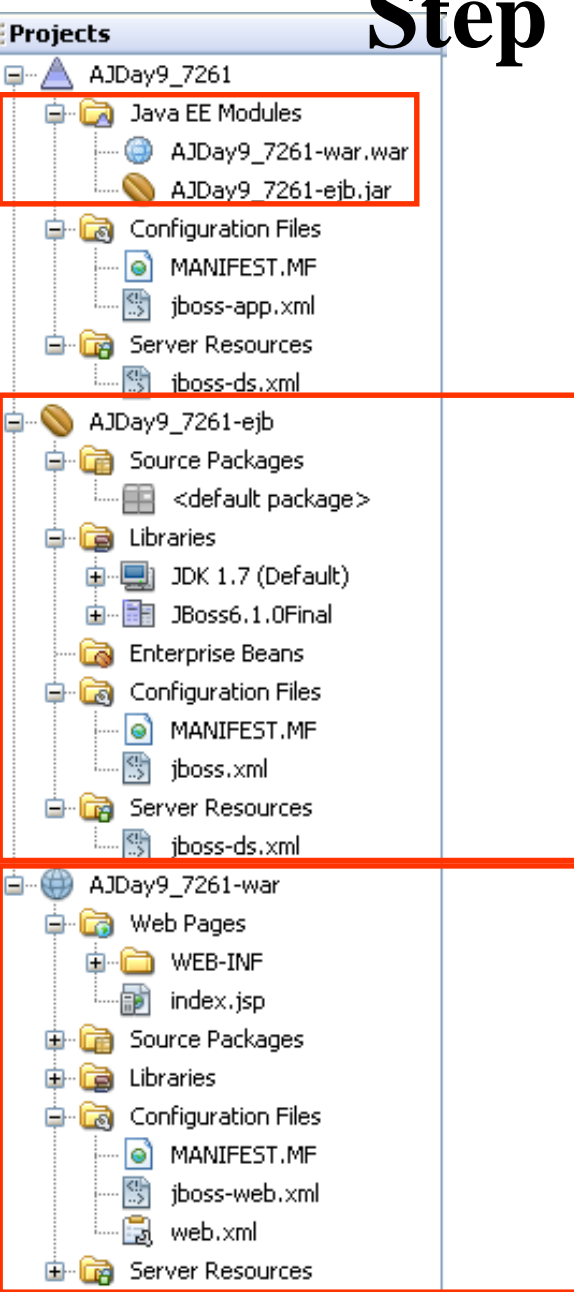 Step
Projects
AJDay9_7261
Java EE Modules
AJDay9_7261-war.war
AJDay9_7261-ejb.jar
Configuration Files
MANIFEST.MF
jboss-app.xml
Server Resources
jboss-ds.xml
AJDay9_7261-ejb
Source Packages
<default package>
Libraries
JDK 1.7 (Default)
JBoss6.1.0Final
Enterprise Beans
Configuration Files
MANIFEST.MF
jboss.xml
Server Resources
jboss-ds.xml
AJDay9_7261-war
Web Pages
WEB-INF
index.jsp
Source Packages
Libraries
Configuration Files
MANIFEST.MF
jboss-web.xml
web.xml
Server Resources